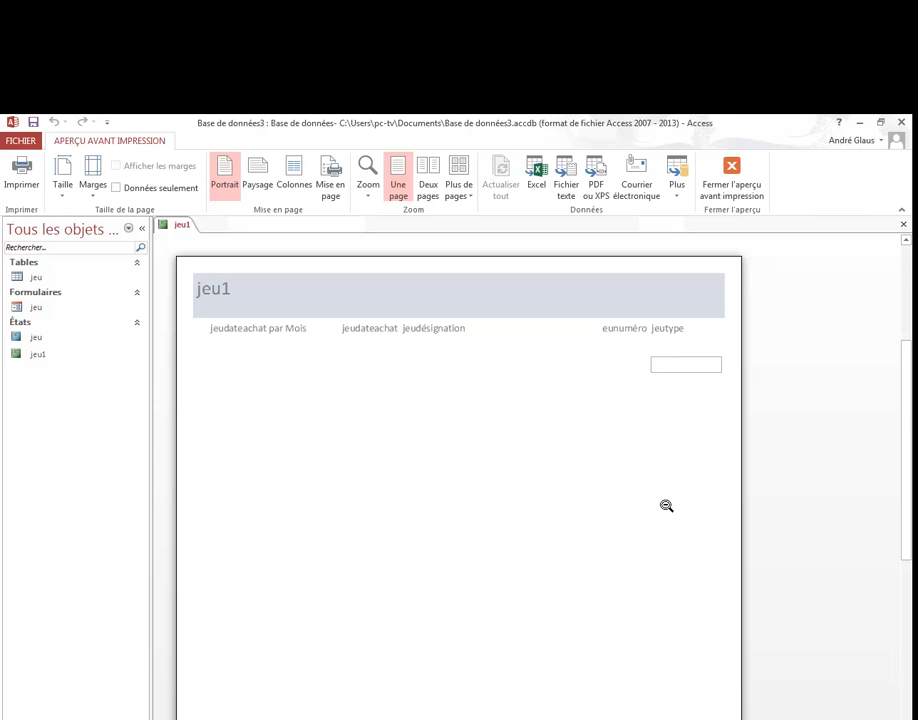 Base de données3 : Base de données- C:\Users\pc-tv\Documents\Base de données3.accdb (format de fichier Access 2007 - 2013) - Access
?
FICHIER
APERÇU AVANT IMPRESSION
André Glaus
Imprimer
Taille
Marges
Afficher les marges
Données seulement
Portrait
Paysage
Colonnes
Mise en
page
Zoom
Une
page
Deux
pages
Plus de
pages
Actualiser
tout
Excel
Fichier
texte
PDF
ou XPS
Courrier
électronique
Plus
Fermer l'aperçu
avant impression
Imprimer
Taille de la page
Mise en page
Zoom
Données
Fermer l'aperçu
Tous les objets ...
jeu1
Rechercher...
Tables
jeu
Formulaires
jeu
États
jeu
jeu1
jeu1
jeudateachat par Mois jeudateachat jeudésignation eunuméro jeutype